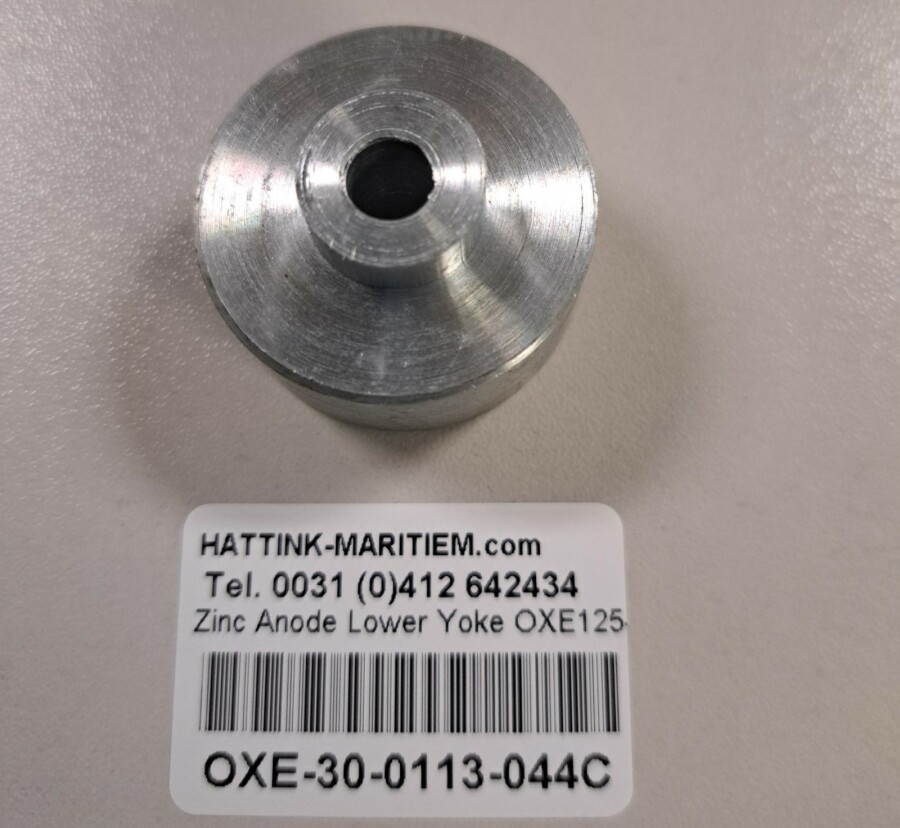 HATTINK-MARITIEM.com
Tel. 0031 (0)412 642434
Zinc Anode Lower Yoke OXE125-
OXE-30-0113-044C